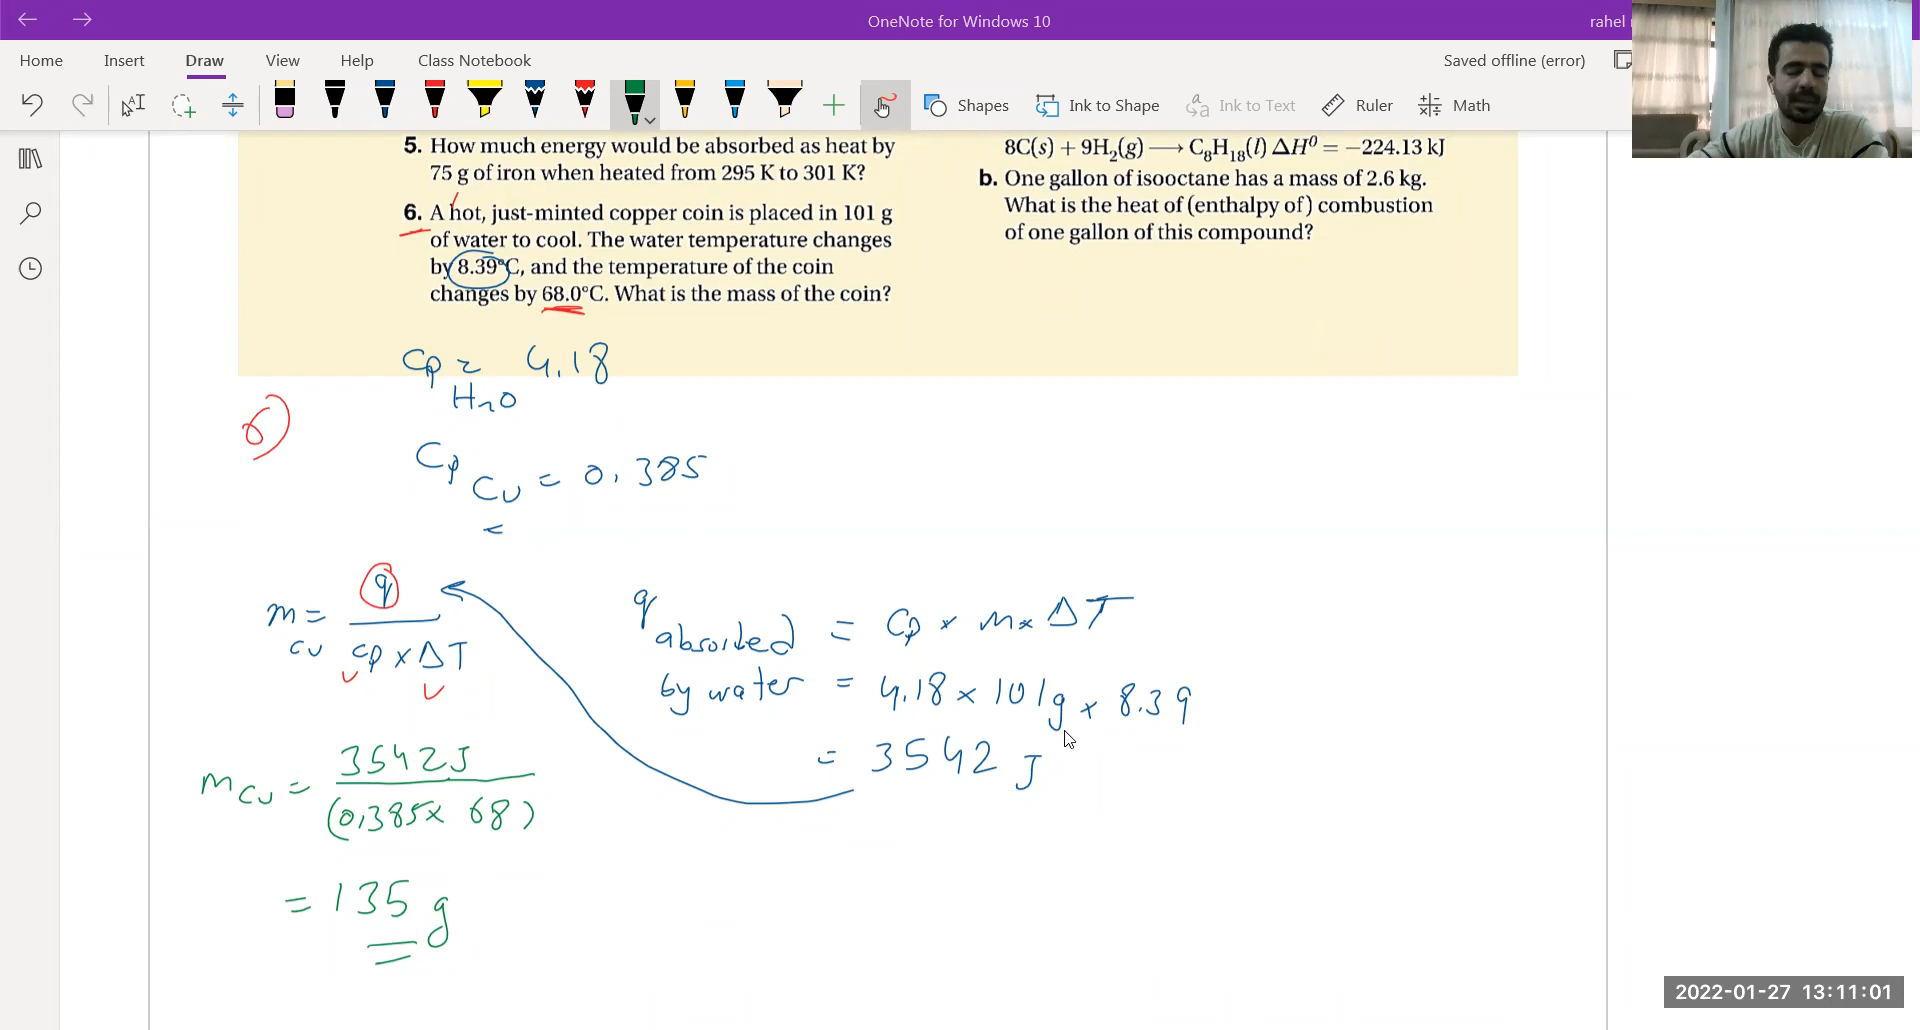 OneNote for Windows 10
rahel
Home Insert Draw View Help Class Notebook
Saved offline (error)
Shapes Ink to Shape Ink to Text Ruler Math
5. How much energy would be absorbed as heat by
75 g of iron when heated from 295 K to 301 K?
6. A hot, just-minted copper coin is placed in 101 g
of water to cool. The water temperature changes
by 8.39°C, and the temperature of the coin
changes by 68.0°C. What is the mass of the coin?
8C(s) + 9H₂(g) ⟶ C₈H₁₈(l) ΔH⁰ = −224.13 kJ
b. One gallon of isooctane has a mass of 2.6 kg.
What is the heat of (enthalpy of) combustion
of one gallon of this compound?
Cp H₂O = 4.18
6)
Cp Cu = 0.385
m Cu = q / Cp × ΔT
q absorbed by water = Cp × m × ΔT
= 4.18 × 101g × 8.39
= 3542 J
m Cu = 3542J / (0.385 × 68)
= 135 g
2022-01-27 13:11:01